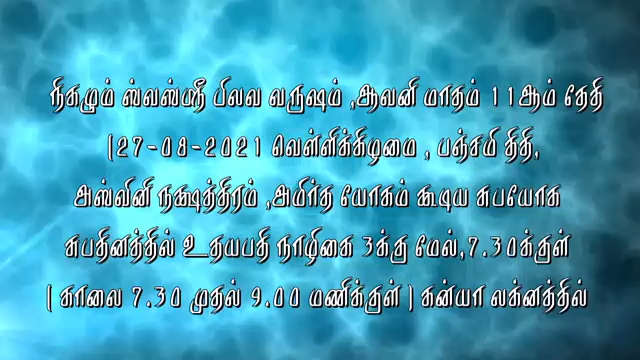 நிகழும் ஸ்வஸ்ஸ்ரீ பிலவ வருஷம் ,ஆவனி மாதம் 11ஆம் தேதி
(27-08-2021 வெள்ளிக்கிழமை , பஞ்சமி திதி,
அஸ்வினி நக்ஷத்திரம் ,அமிர்த யோகம் கூடிய சுபயோக
சுபதினத்தில் உதயபதி நாழிகை 3க்கு மேல்,7.30க்குள்
( காலை 7.30 முதல் 9.00 மணிக்குள் ) கன்யா லக்னத்தில்